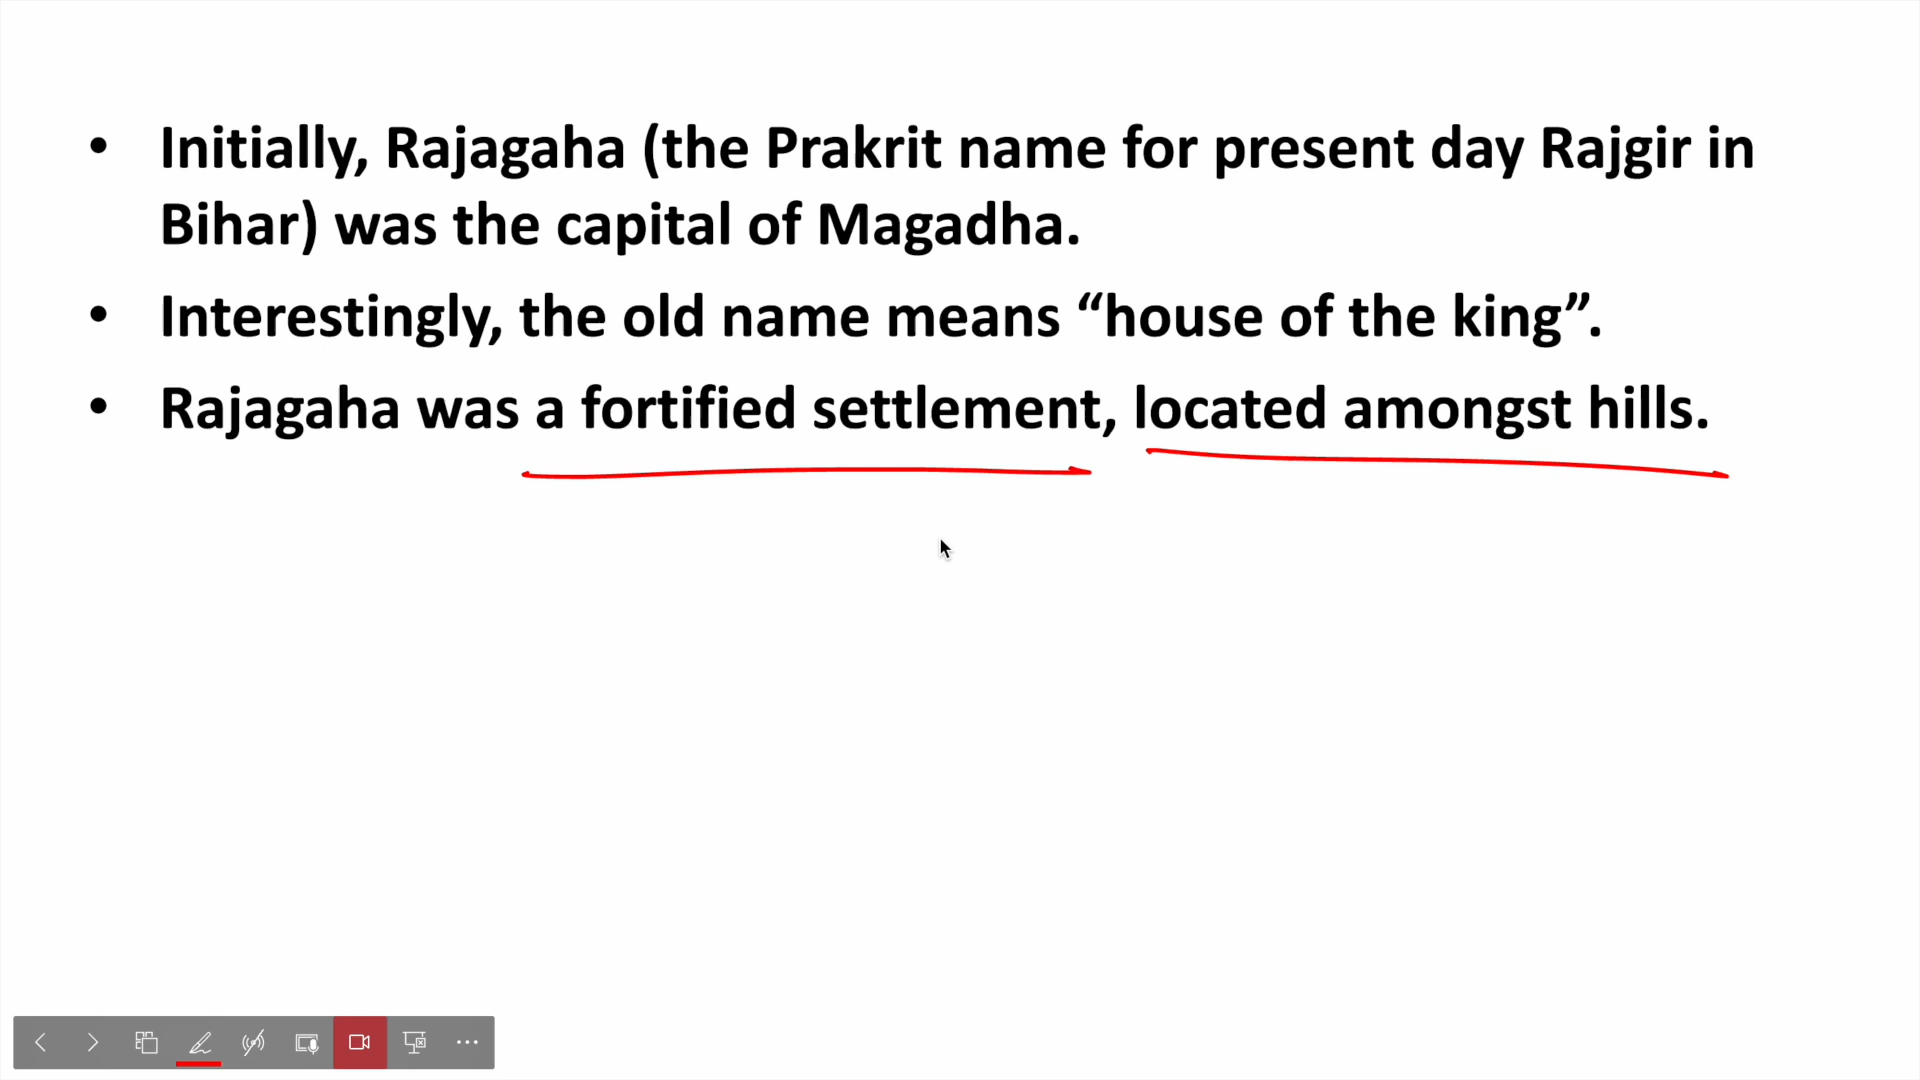 • Initially, Rajagaha (the Prakrit name for present day Rajgir in
Bihar) was the capital of Magadha.
• Interestingly, the old name means “house of the king”.
• Rajagaha was a fortified settlement, located amongst hills.